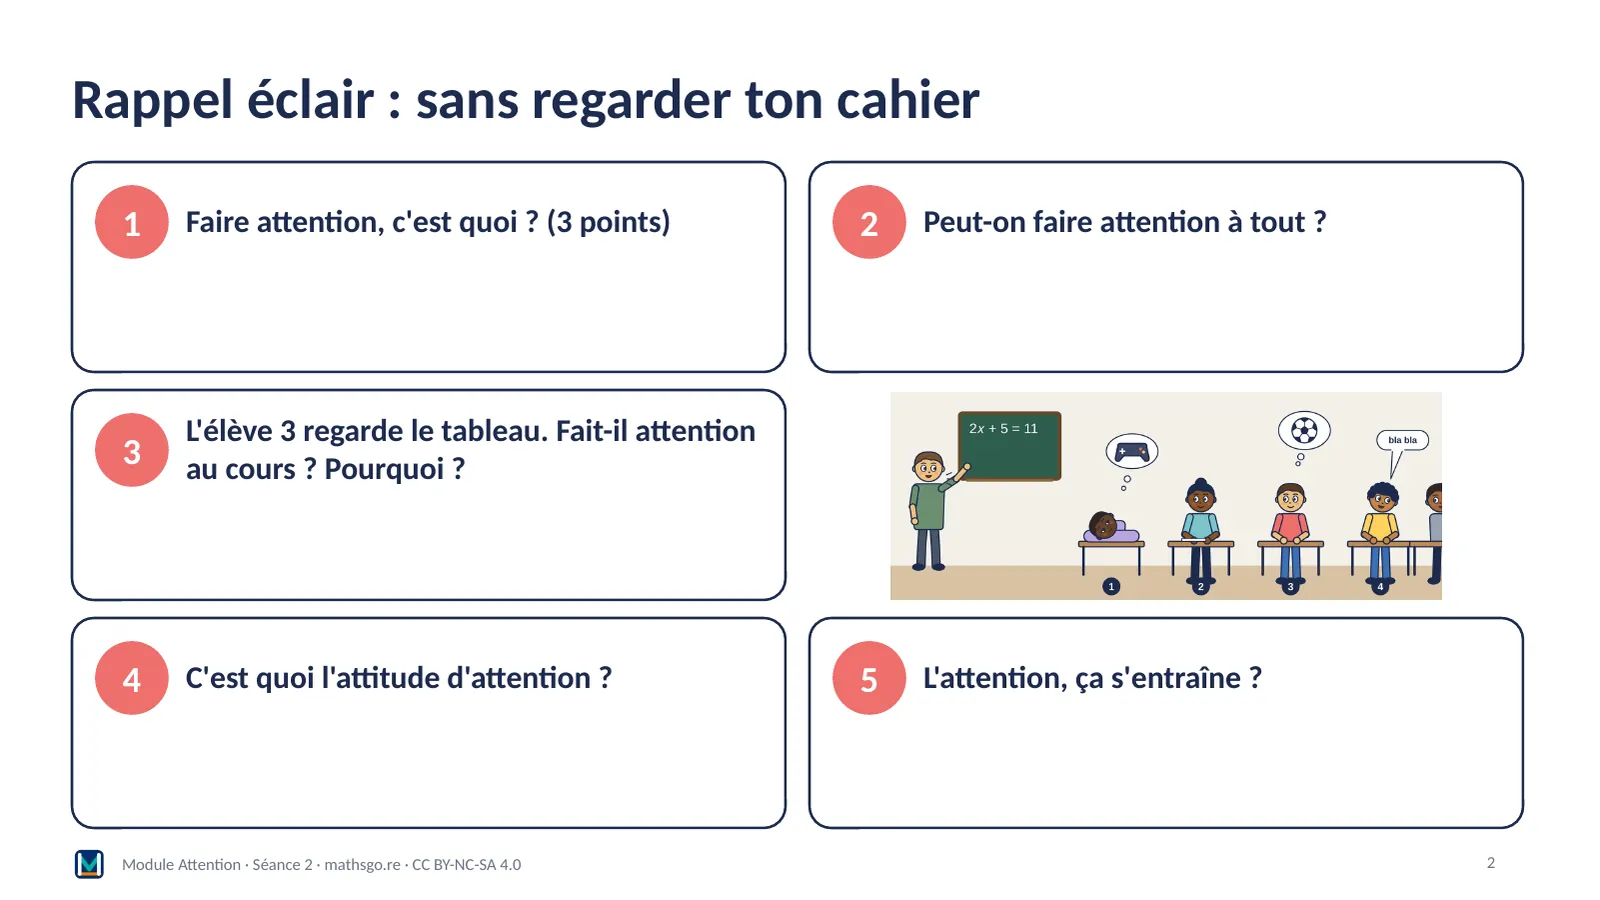 Rappel éclair : sans regarder ton cahier
1
Faire attention, c'est quoi ? (3 points)
2
Peut-on faire attention à tout ?
3
L'élève 3 regarde le tableau. Fait-il attention
au cours ? Pourquoi ?
2x + 5 = 11
bla bla
1
2
3
4
4
C'est quoi l'attitude d'attention ?
5
L'attention, ça s'entraîne ?
Module Attention · Séance 2 · mathsgo.re · CC BY-NC-SA 4.0
2